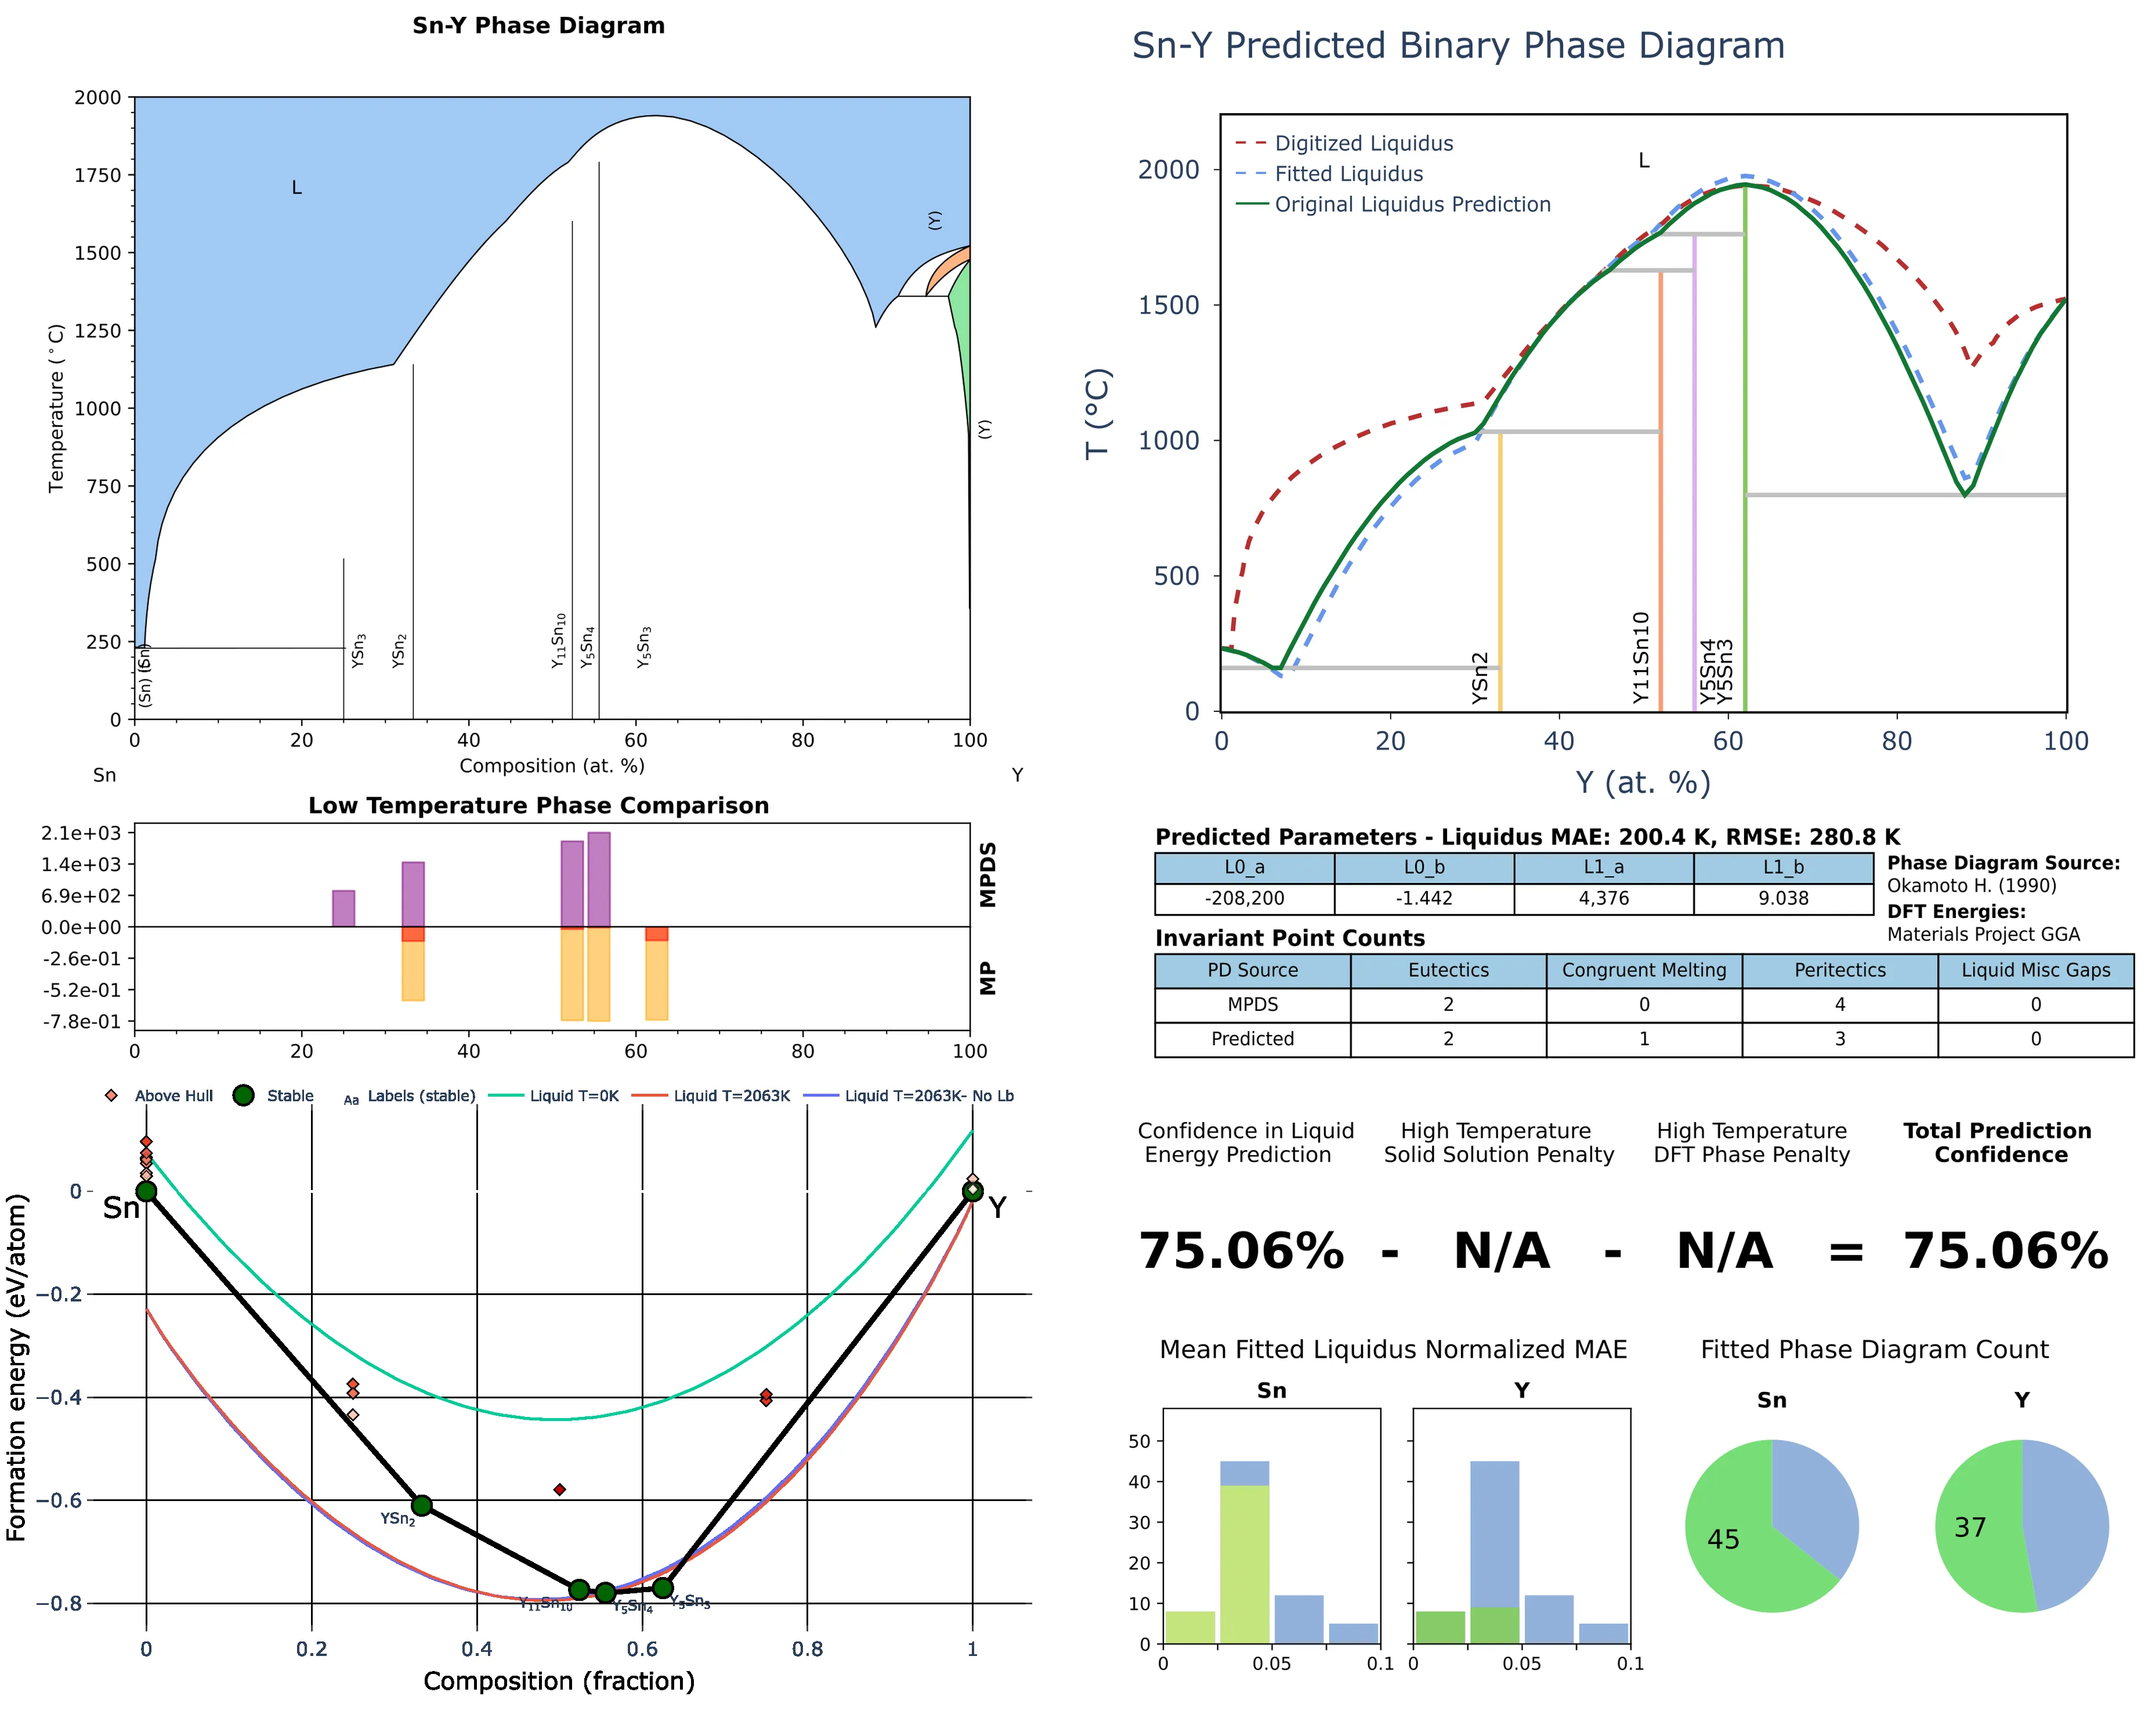 Sn-Y Phase Diagram
2000
1750
1500
1250
1000
750
500
250
0
Temperature (°C)
L
(Y)
(Y)
(Sn) (Sn)
YSn3
YSn2
Y11Sn10
Y5Sn4
Y5Sn3
0 20 40 60 80 100
Composition (at. %)
Sn Y
Sn-Y Predicted Binary Phase Diagram
Digitized Liquidus
Fitted Liquidus
Original Liquidus Prediction
L
2000
1500
1000
500
0
T (°C)
YSn2
Y11Sn10
Y5Sn4
Y5Sn3
0 20 40 60 80 100
Y (at. %)
Low Temperature Phase Comparison
2.1e+03
1.4e+03
6.9e+02
0.0e+00
-2.6e-01
-5.2e-01
-7.8e-01
MPDS
MP
0 20 40 60 80 100
Predicted Parameters - Liquidus MAE: 200.4 K, RMSE: 280.8 K
L0_a L0_b L1_a L1_b
-208,200 -1.442 4,376 9.038
Phase Diagram Source:
Okamoto H. (1990)
DFT Energies:
Materials Project GGA
Invariant Point Counts
PD Source Eutectics Congruent Melting Peritectics Liquid Misc Gaps
MPDS 2 0 4 0
Predicted 2 1 3 0
Above Hull Stable Aa Labels (stable) Liquid T=0K Liquid T=2063K Liquid T=2063K- No Lb
0
−0.2
−0.4
−0.6
−0.8
Formation energy (eV/atom)
Sn
Y
YSn2
Y11Sn10
Y5Sn4
Y5Sn3
0 0.2 0.4 0.6 0.8 1
Composition (fraction)
Confidence in Liquid
Energy Prediction
High Temperature
Solid Solution Penalty
High Temperature
DFT Phase Penalty
Total Prediction
Confidence
75.06% - N/A - N/A = 75.06%
Mean Fitted Liquidus Normalized MAE
Sn
Y
50
40
30
20
10
0
0 0.05 0.1
0 0.05 0.1
Fitted Phase Diagram Count
Sn
Y
45
37